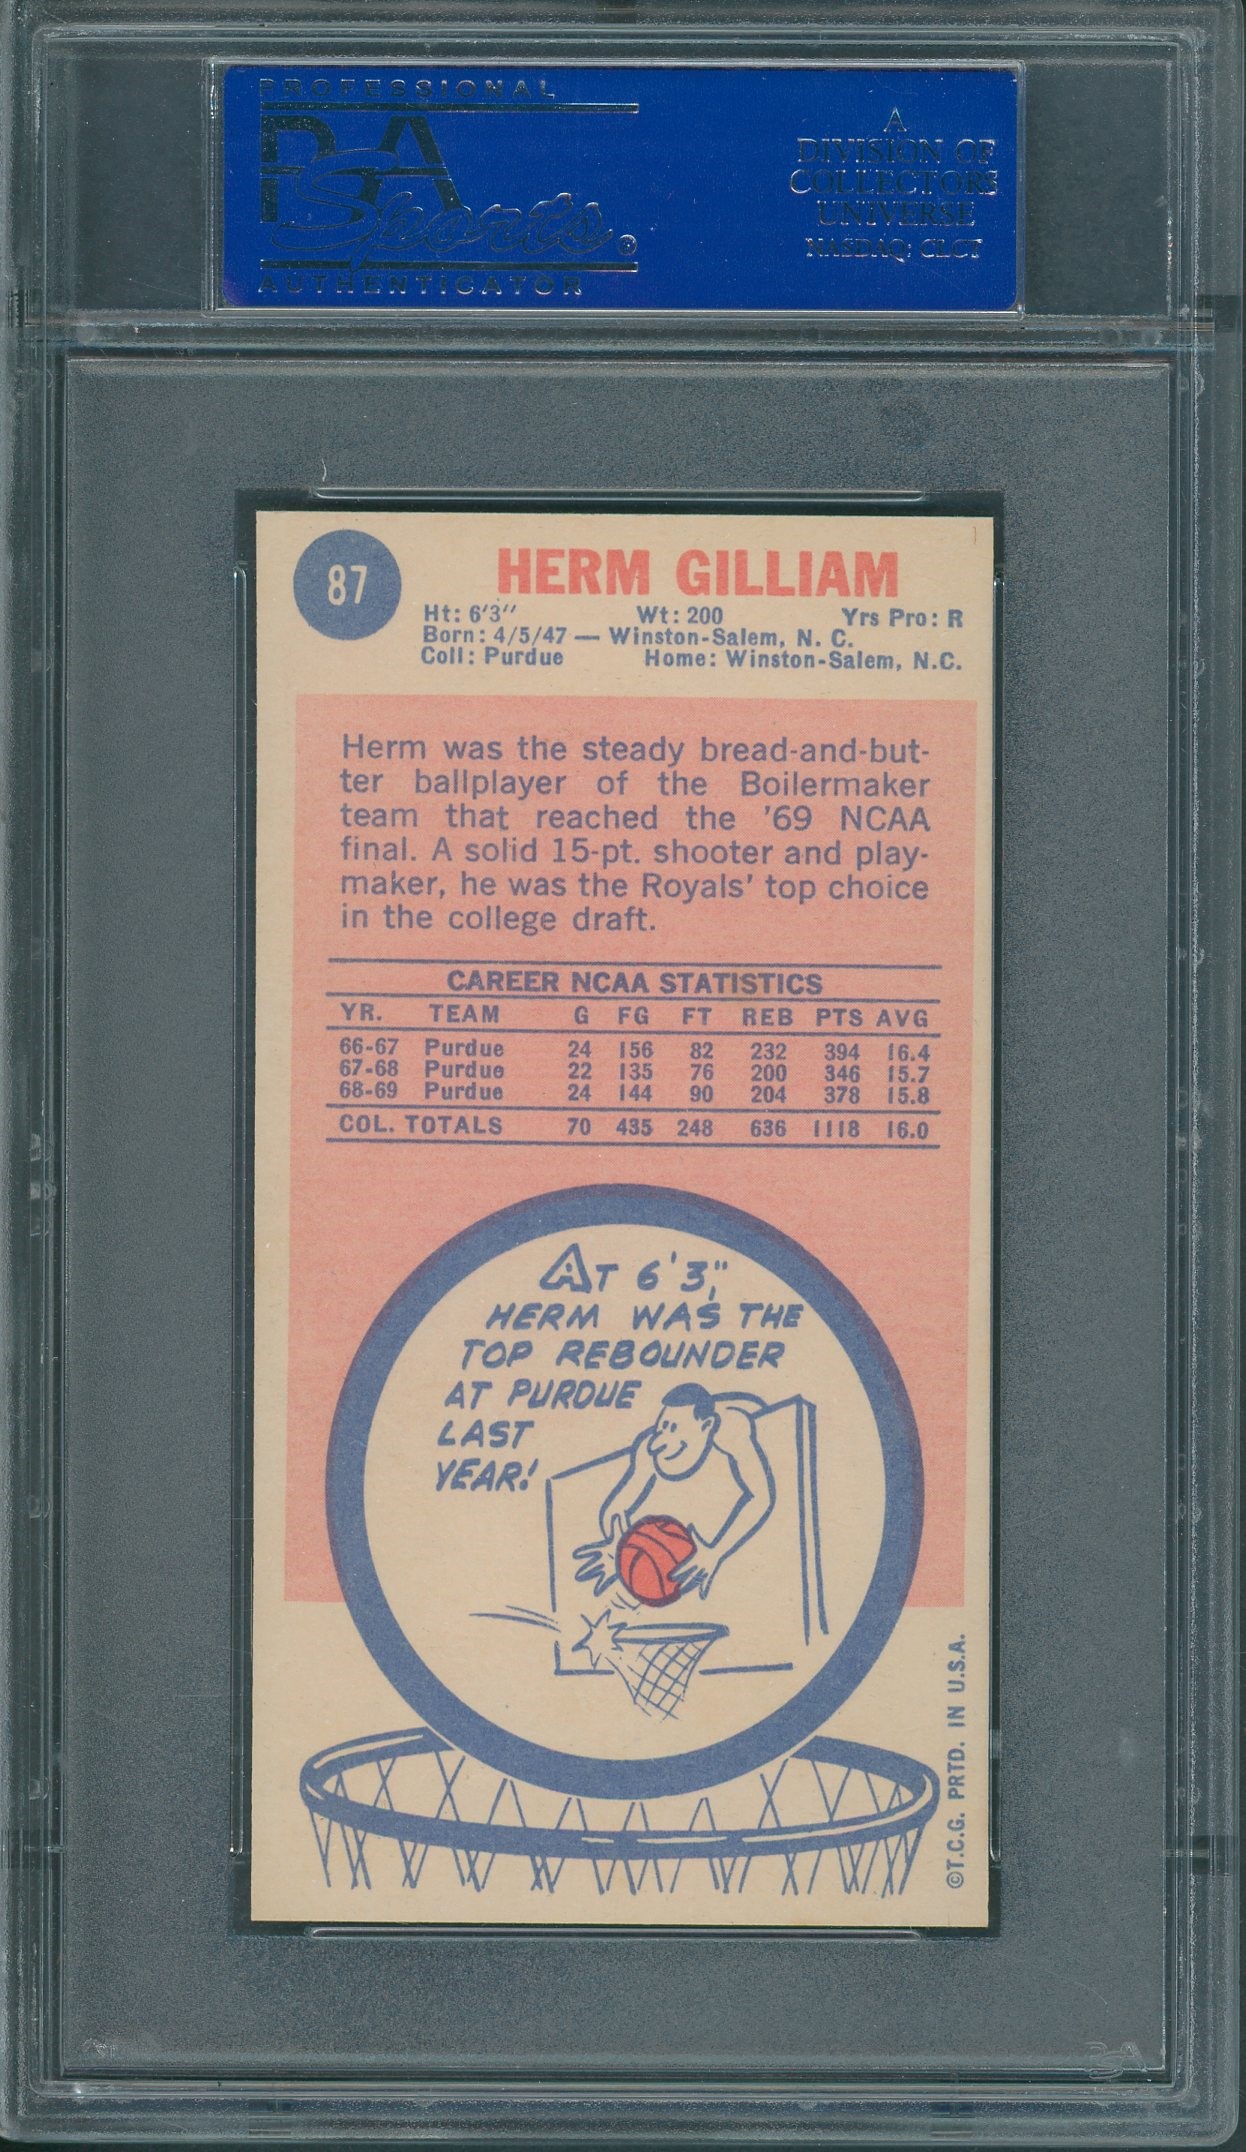 PROFESSIONAL
PSA
Sports®
AUTHENTICATOR
A
DIVISION OF
COLLECTORS
UNIVERSE
NASDAQ: CLCT
87
HERM GILLIAM
Ht: 6'3" Wt: 200 Yrs Pro: R
Born: 4/5/47 — Winston-Salem, N. C.
Coll: Purdue Home: Winston-Salem, N.C.
Herm was the steady bread-and-but-
ter ballplayer of the Boilermaker
team that reached the '69 NCAA
final. A solid 15-pt. shooter and play-
maker, he was the Royals' top choice
in the college draft.
CAREER NCAA STATISTICS
YR. TEAM G FG FT REB PTS AVG
66-67 Purdue 24 156 82 232 394 16.4
67-68 Purdue 22 135 76 200 346 15.7
68-69 Purdue 24 144 90 204 378 15.8
COL. TOTALS 70 435 248 636 1118 16.0
AT 6'3",
HERM WAS THE
TOP REBOUNDER
AT PURDUE
LAST
YEAR!
©T.C.G. PRTD. IN U.S.A.
PSA